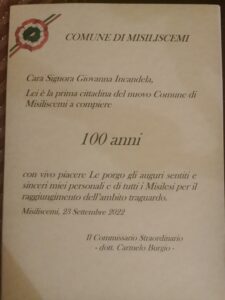 COMUNE DI MISILISCEMI
Cara Signora Giovanna Incandela,
Lei è la prima cittadina del nuovo Comune di
Misiliscemi a compiere
100 anni
con vivo piacere Le porgo gli auguri sentiti e
sinceri miei personali e di tutti i Misilesi per il
raggiungimento dell'ambito traguardo.
Misiliscemi, 23 Settembre 2022
Il Commissario Straordinario
- dott. Carmelo Burgio -